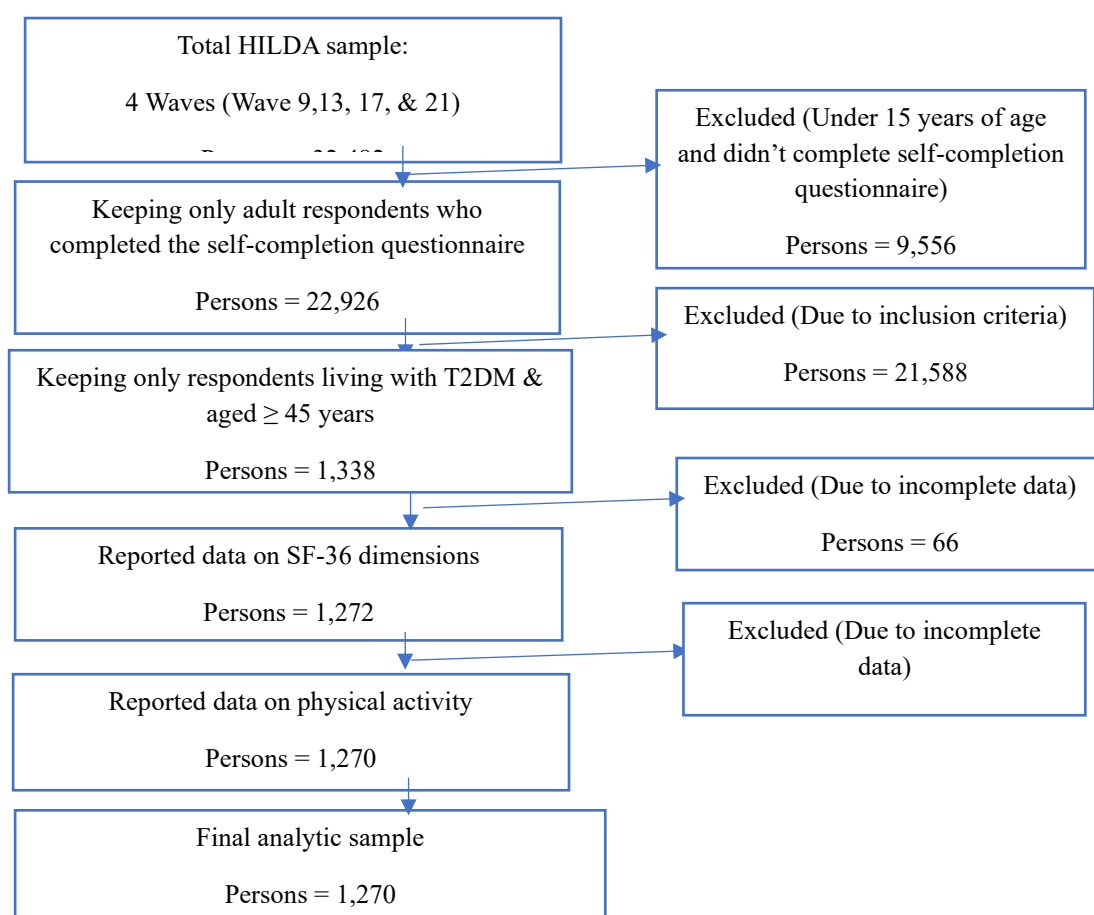 Total HILDA sample:
4 Waves (Wave 9,13, 17, & 21)
Excluded (Under 15 years of age
and didn’t complete self-completion
questionnaire)
Persons = 9,556
Keeping only adult respondents who
completed the self-completion questionnaire
Persons = 22,926
Excluded (Due to inclusion criteria)
Persons = 21,588
Keeping only respondents living with T2DM &
aged ≥ 45 years
Persons = 1,338
Excluded (Due to incomplete data)
Persons = 66
Reported data on SF-36 dimensions
Persons = 1,272
Excluded (Due to incomplete
data)
Reported data on physical activity
Persons = 1,270
Final analytic sample
Persons = 1,270